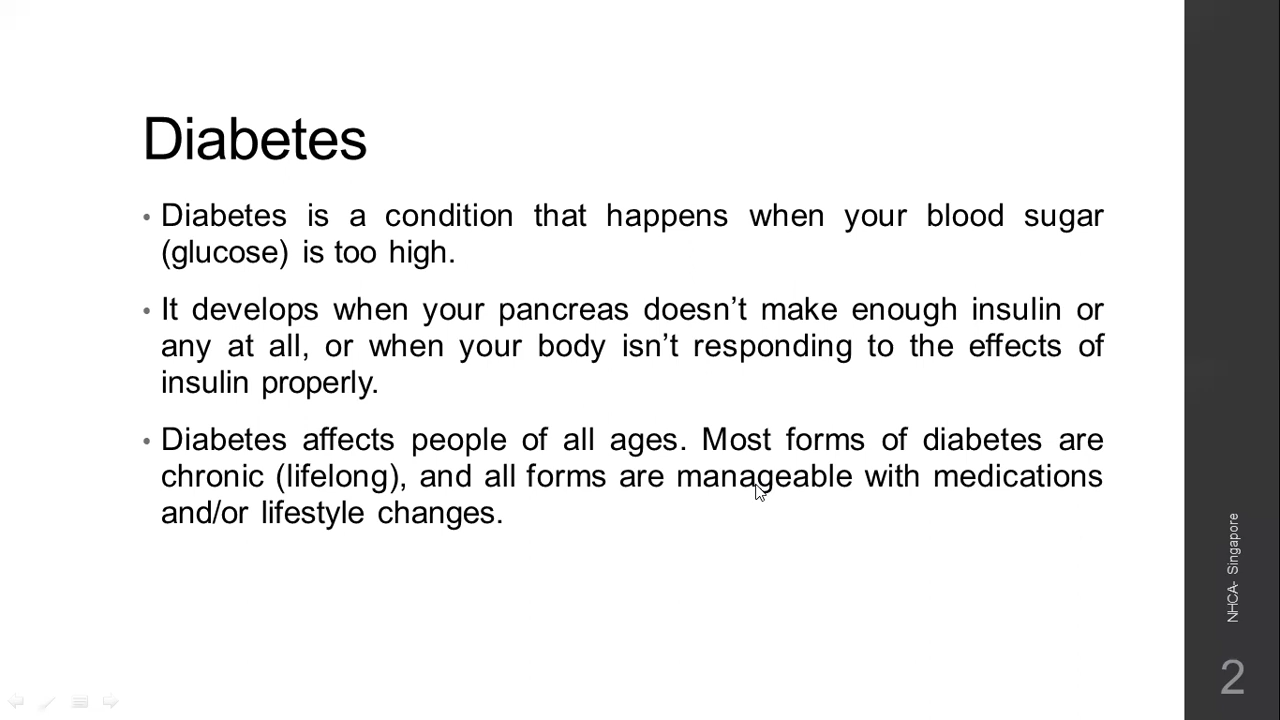 Diabetes
• Diabetes is a condition that happens when your blood sugar
(glucose) is too high.
• It develops when your pancreas doesn’t make enough insulin or
any at all, or when your body isn’t responding to the effects of
insulin properly.
• Diabetes affects people of all ages. Most forms of diabetes are
chronic (lifelong), and all forms are manageable with medications
and/or lifestyle changes.
NHCA- Singapore
2